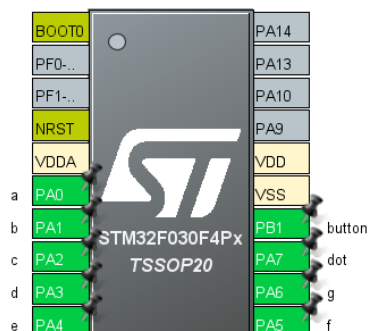 BOOT0 PA14
PF0-.. PA13
PF1-.. PA10
NRST PA9
VDDA VDD
a PA0 VSS
b PA1 PB1 button
STM32F030F4Px
c PA2 TSSOP20 PA7 dot
d PA3 PA6 g
e PA4 PA5 f